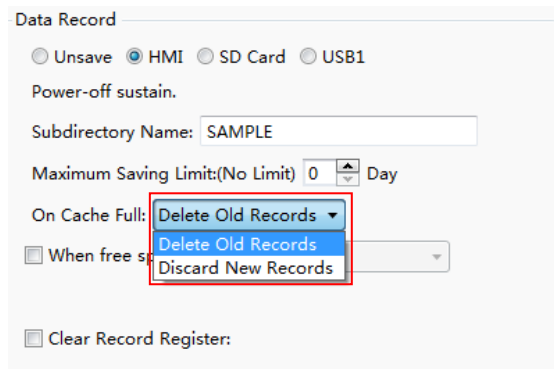 Data Record
Unsave HMI SD Card USB1
Power-off sustain.
Subdirectory Name: SAMPLE
Maximum Saving Limit:(No Limit) 0 Day
On Cache Full: Delete Old Records
Delete Old Records
When free sp
Discard New Records
Clear Record Register: